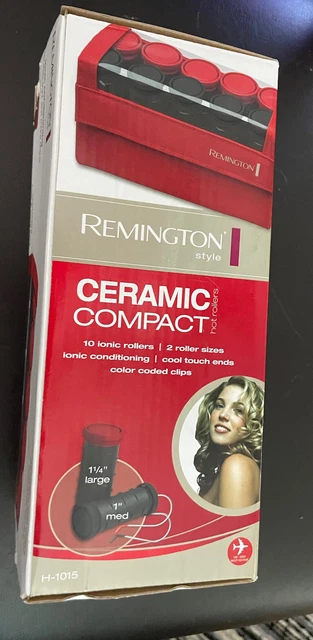 REMINGTON
REMINGTON
style
CERAMIC
COMPACT
hot rollers
10 ionic rollers | 2 roller sizes
ionic conditioning | cool touch ends
color coded clips
1¼"
large
1"
med
H-1015